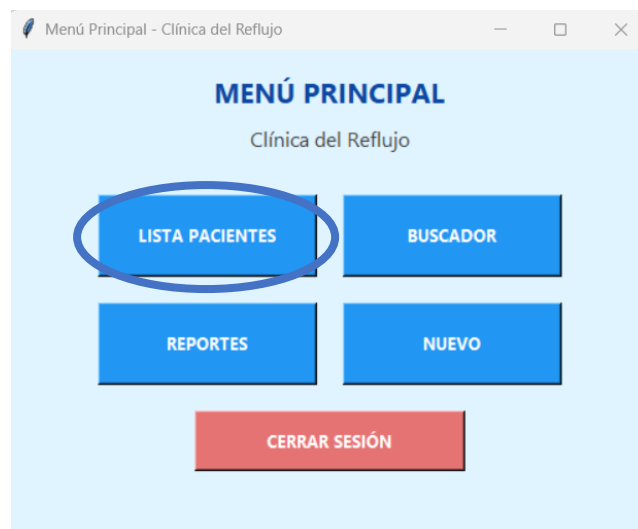 Menú Principal - Clínica del Reflujo
MENÚ PRINCIPAL
Clínica del Reflujo
LISTA PACIENTES
BUSCADOR
REPORTES
NUEVO
CERRAR SESIÓN